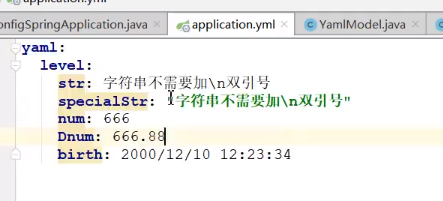 application.yml
onfigSpringApplication.java × application.yml × YamlModel.java ×
yaml:
level:
str: 字符串不需要加\n双引号
specialStr: "字符串不需要加\n双引号"
num: 666
Dnum: 666.88
birth: 2000/12/10 12:23:34